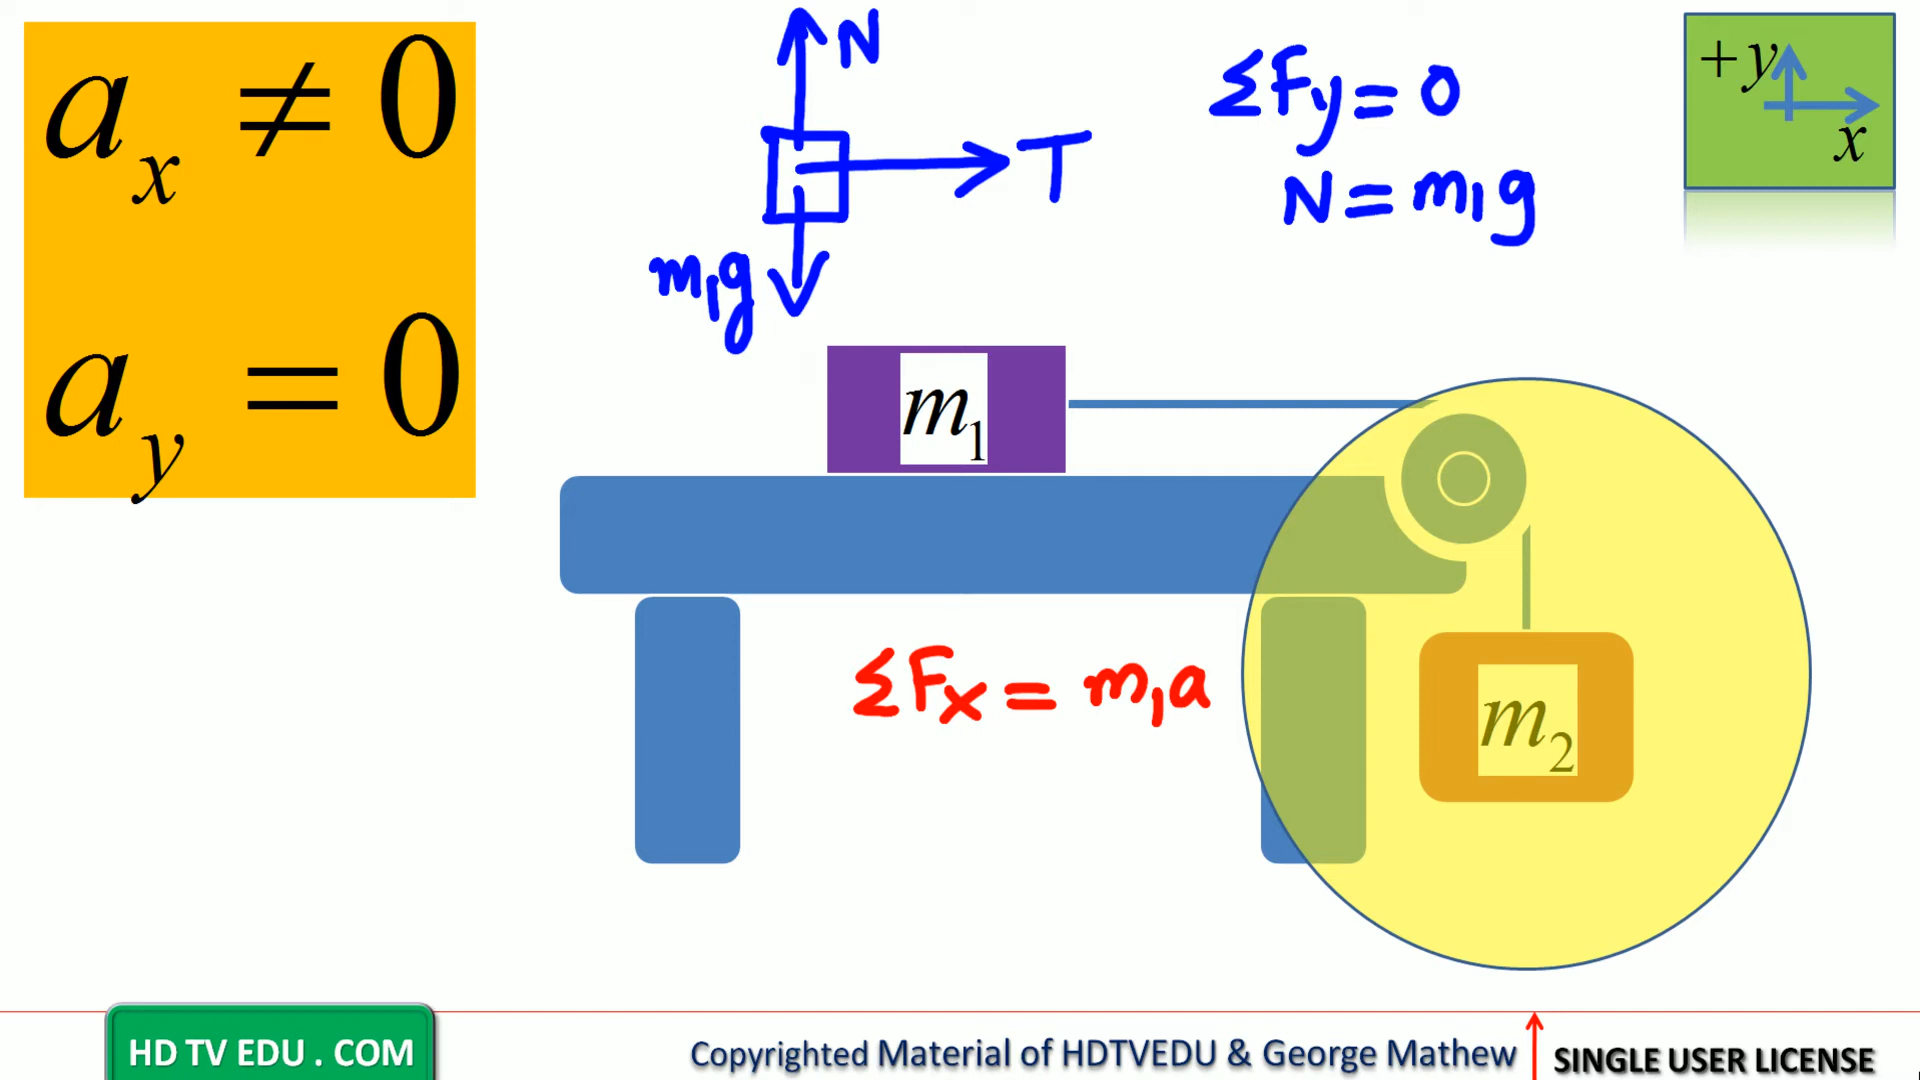 aₓ ≠ 0
a_y = 0
N
T
m₁g
ΣFy = 0
N = m₁g
+y
x
m₁
m₂
ΣFx = m₁a
HD TV EDU . COM
Copyrighted Material of HDTVEDU & George Mathew
SINGLE USER LICENSE